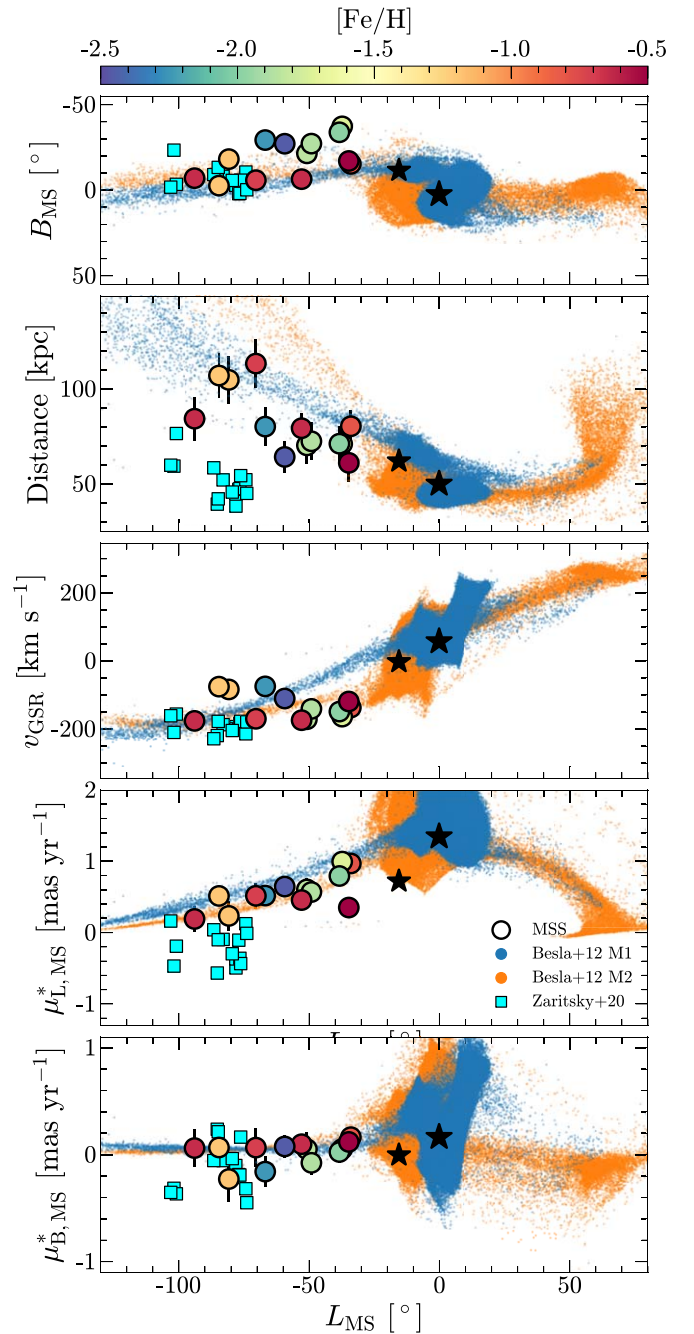 [Fe/H]
-2.5 -2.0 -1.5 -1.0 -0.5
-50
0
50
B_MS [°]
100
50
Distance [kpc]
200
0
-200
v_GSR [km s⁻¹]
2
1
0
-1
μ*_L,MS [mas yr⁻¹]
MSS
Besla+12 M1
Besla+12 M2
Zaritsky+20
1
0
-1
μ*_B,MS [mas yr⁻¹]
-100 -50 0 50
L_MS [°]